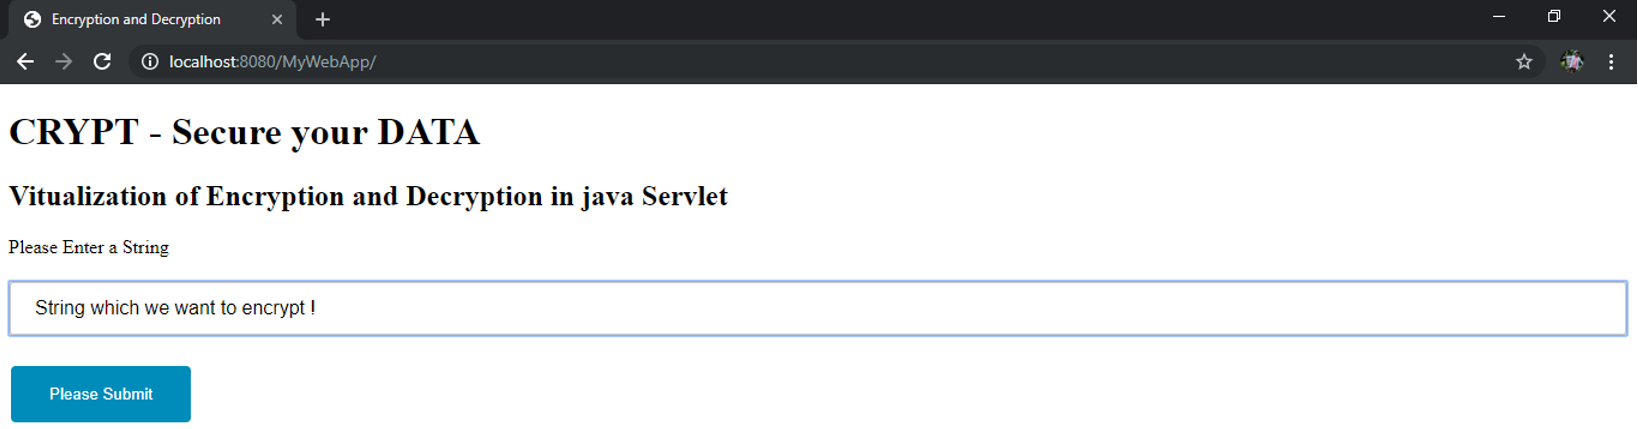 Encryption and Decryption
localhost:8080/MyWebApp/
CRYPT - Secure your DATA
Vitualization of Encryption and Decryption in java Servlet
Please Enter a String
String which we want to encrypt !
Please Submit